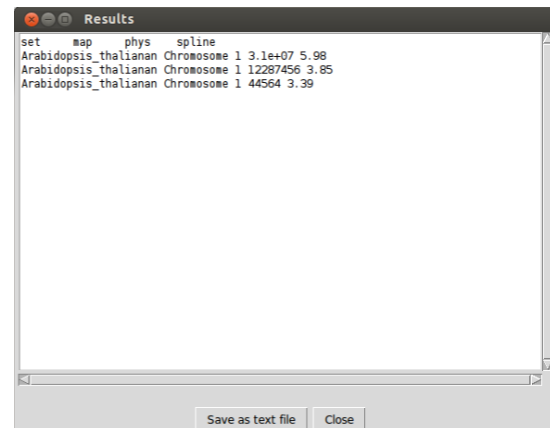 Results
set map phys spline
Arabidopsis_thalianan Chromosome 1 3.1e+07 5.98
Arabidopsis_thalianan Chromosome 1 12287456 3.85
Arabidopsis_thalianan Chromosome 1 44564 3.39
Save as text file Close